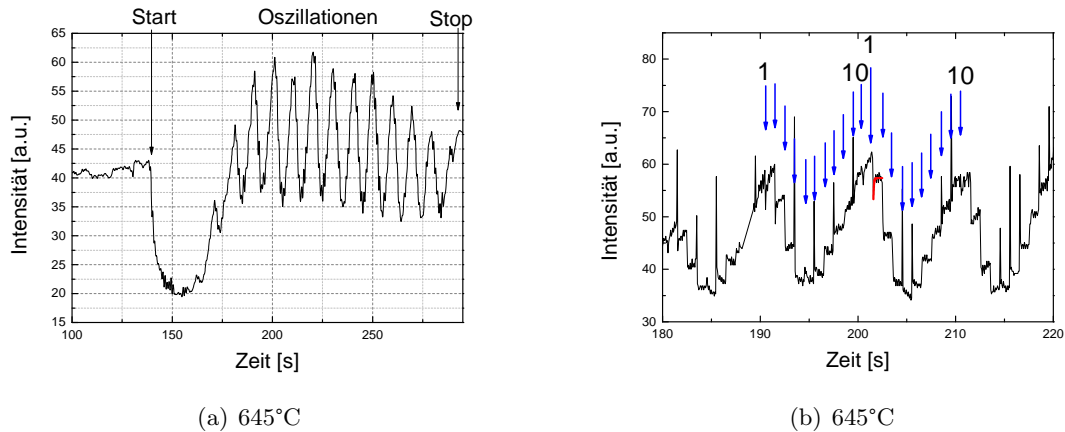 Start Oszillationen Stop
65
60
55
50
45
40
35
30
25
20
15
100 150 200 250
Intensität [a.u.]
Zeit [s]
(a) 645°C
80
70
60
50
40
30
180 190 200 210 220
1 10 1 10
Intensität [a.u.]
Zeit [s]
(b) 645°C